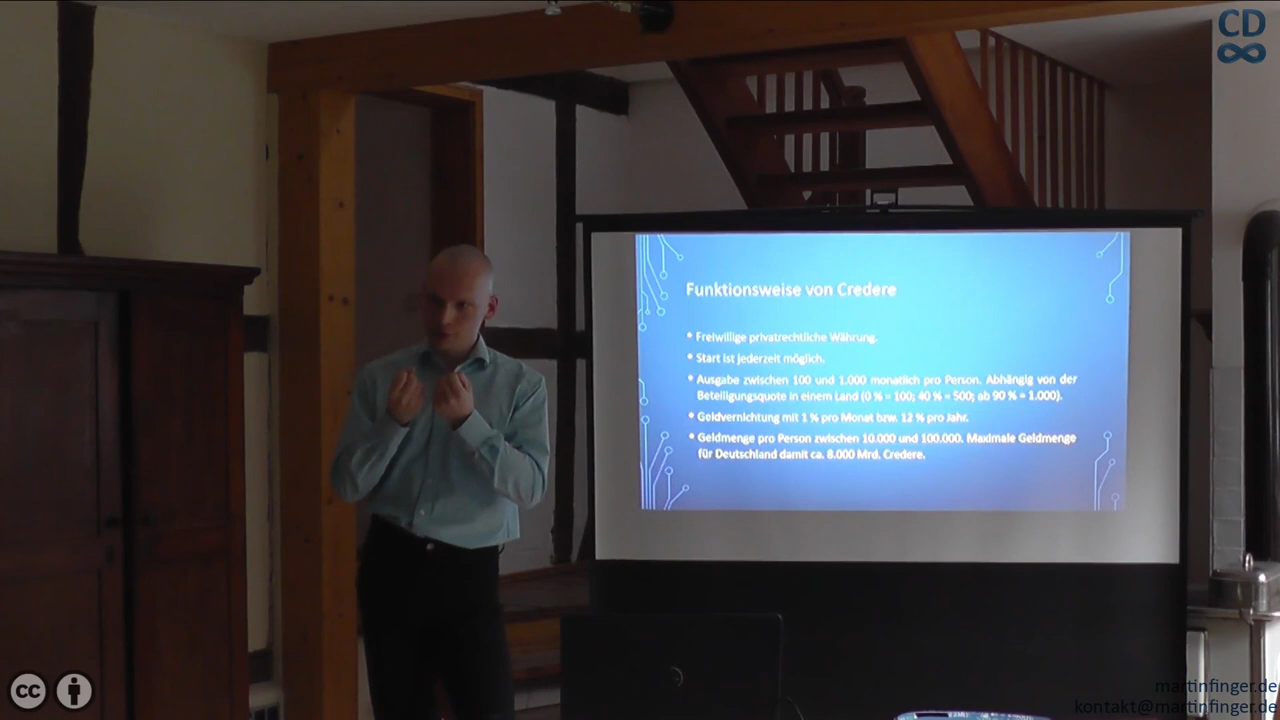 CD
Funktionsweise von Credere
• Freiwillige privatrechtliche Währung.
• Start ist jederzeit möglich.
• Ausgabe zwischen 100 und 1.000 monatlich pro Person. Abhängig von der
Beteiligungsquote in einem Land (0 % = 100; 40 % = 500; ab 90 % = 1.000).
• Geldvernichtung mit 1 % pro Monat bzw. 12 % pro Jahr.
• Geldmenge pro Person zwischen 10.000 und 100.000. Maximale Geldmenge
für Deutschland damit ca. 8.000 Mrd. Credere.
cc
martinfinger.de
kontakt@martinfinger.de